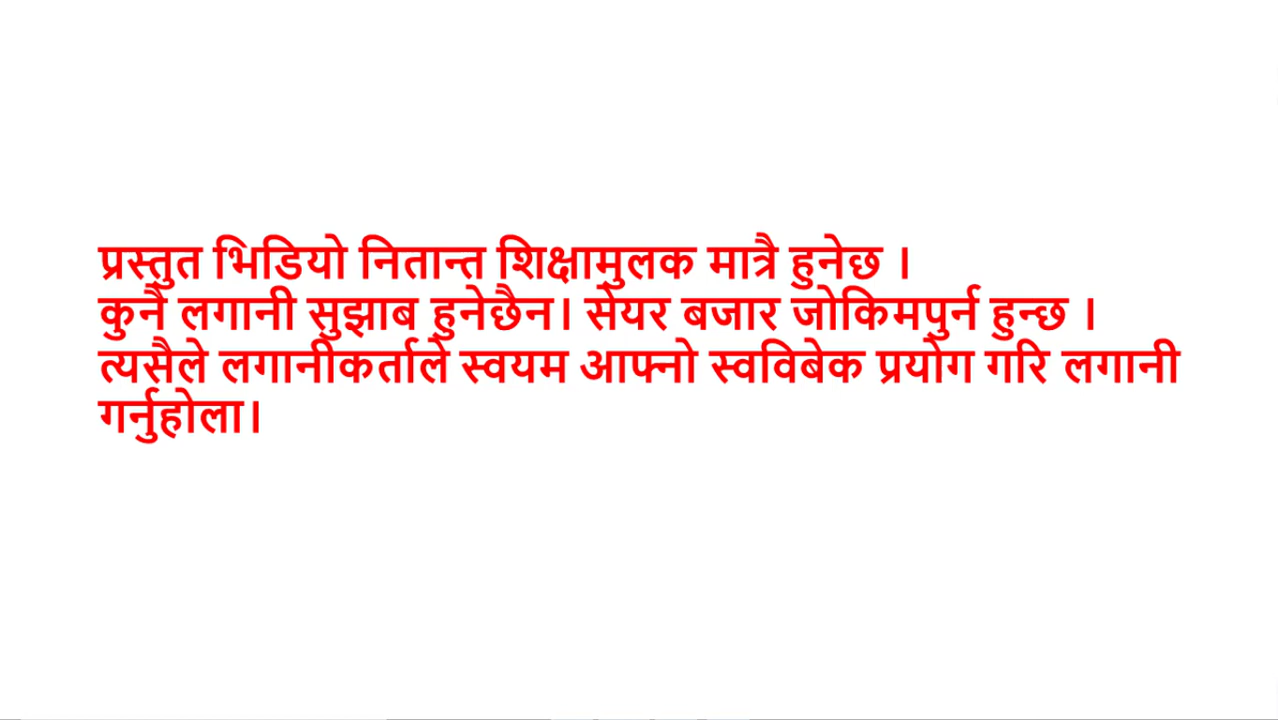 प्रस्तुत भिडियो नितान्त शिक्षामुलक मात्रै हुनेछ ।
कुनै लगानी सुझाब हुनेछैन। सेयर बजार जोकिमपुर्न हुन्छ ।
त्यसैले लगानीकर्ताले स्वयम आफ्नो स्वविबेक प्रयोग गरि लगानी
गर्नुहोला।